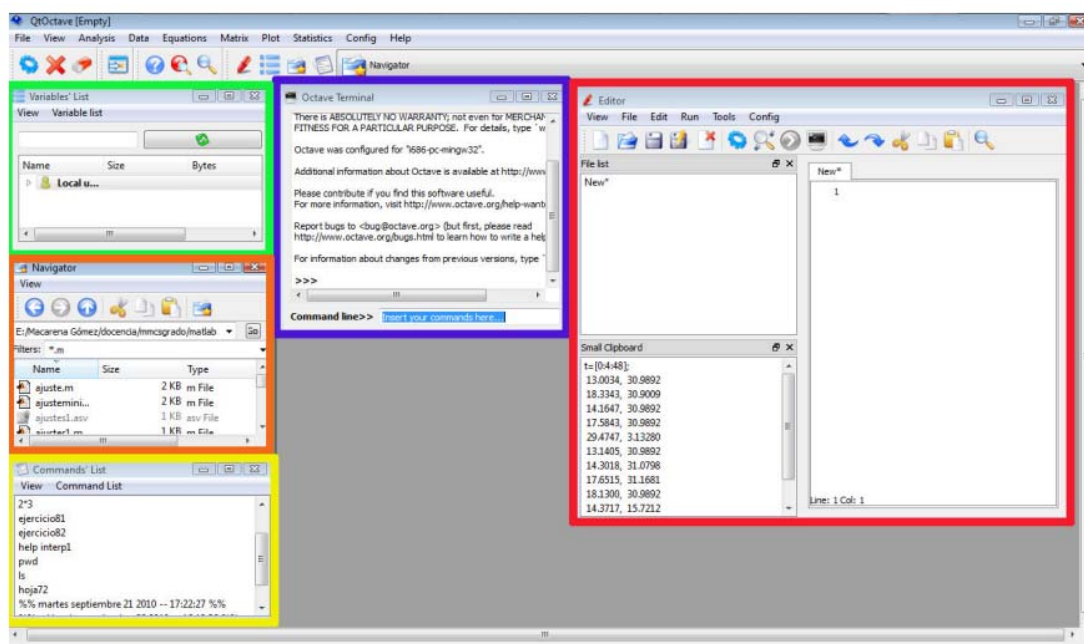 QtOctave [Empty]
File View Analysis Data Equations Matrix Plot Statistics Config Help
Navigator
Variables' List
View Variable list
Name Size Bytes
Local u...
Navigator
View
E:/Macarena Gómez/docencia/mmcsgrado/matlab
Go
Filters: *.m
Name Size Type
ajuste.m 2 KB m File
ajustemini... 2 KB m File
ajustes1.asv 1 KB asv File
1 KB m File
Commands' List
View Command List
2*3
ejercicio81
ejercicio82
help interp1
pwd
ls
hoja72
%% martes septiembre 21 2010 -- 17:22:27 %%
Octave Terminal
There is ABSOLUTELY NO WARRANTY; not even for MERCHAN
FITNESS FOR A PARTICULAR PURPOSE. For details, type `w
Octave was configured for "i686-pc-mingw32".
Additional information about Octave is available at http://www
Please contribute if you find this software useful.
For more information, visit http://www.octave.org/help-want
Report bugs to <bug@octave.org> (but first, please read
http://www.octave.org/bugs.html to learn how to write a help
For information about changes from previous versions, type `
>>>
Command line>> Insert your commands here...
Editor
View File Edit Run Tools Config
File list
New*
Small Clipboard
t=[0:4:48];
13.0034, 30.9892
18.3343, 30.9009
14.1647, 30.9892
17.5843, 30.9892
29.4747, 3.13280
13.1405, 30.9892
14.3018, 31.0798
17.6515, 31.1681
18.1300, 30.9892
14.3717, 15.7212
New*
1
Line: 1 Col: 1